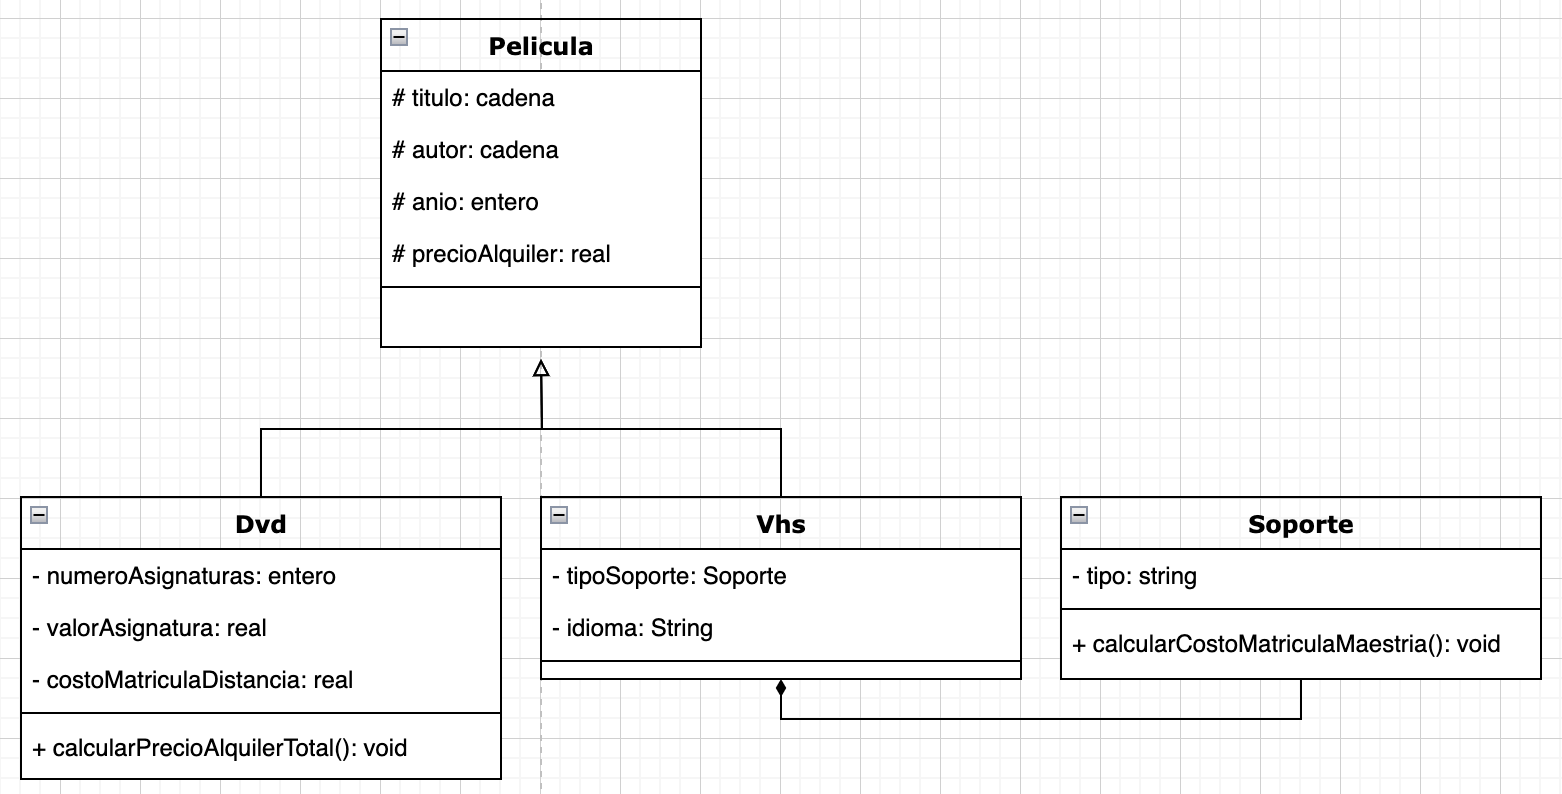 Pelicula
# titulo: cadena
# autor: cadena
# anio: entero
# precioAlquiler: real
Dvd
- numeroAsignaturas: entero
- valorAsignatura: real
- costoMatriculaDistancia: real
+ calcularPrecioAlquilerTotal(): void
Vhs
- tipoSoporte: Soporte
- idioma: String
Soporte
- tipo: string
+ calcularCostoMatriculaMaestria(): void